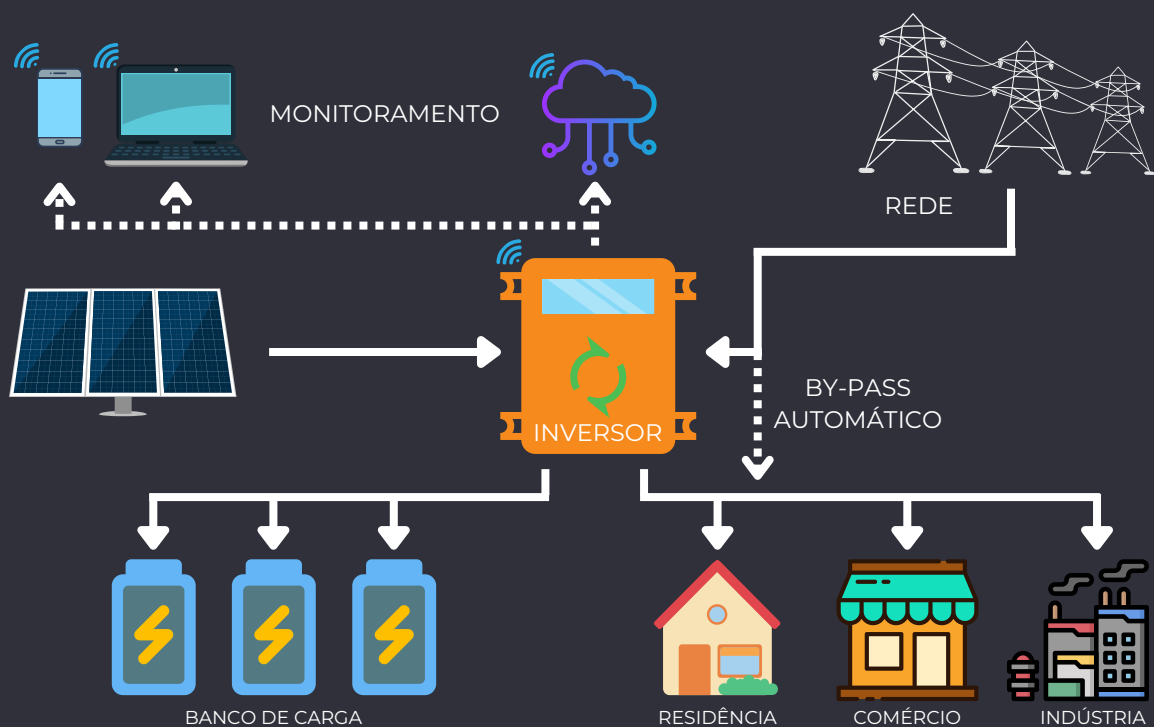 MONITORAMENTO
REDE
BY-PASS
AUTOMÁTICO
INVERSOR
BANCO DE CARGA
RESIDÊNCIA
COMÉRCIO
INDÚSTRIA